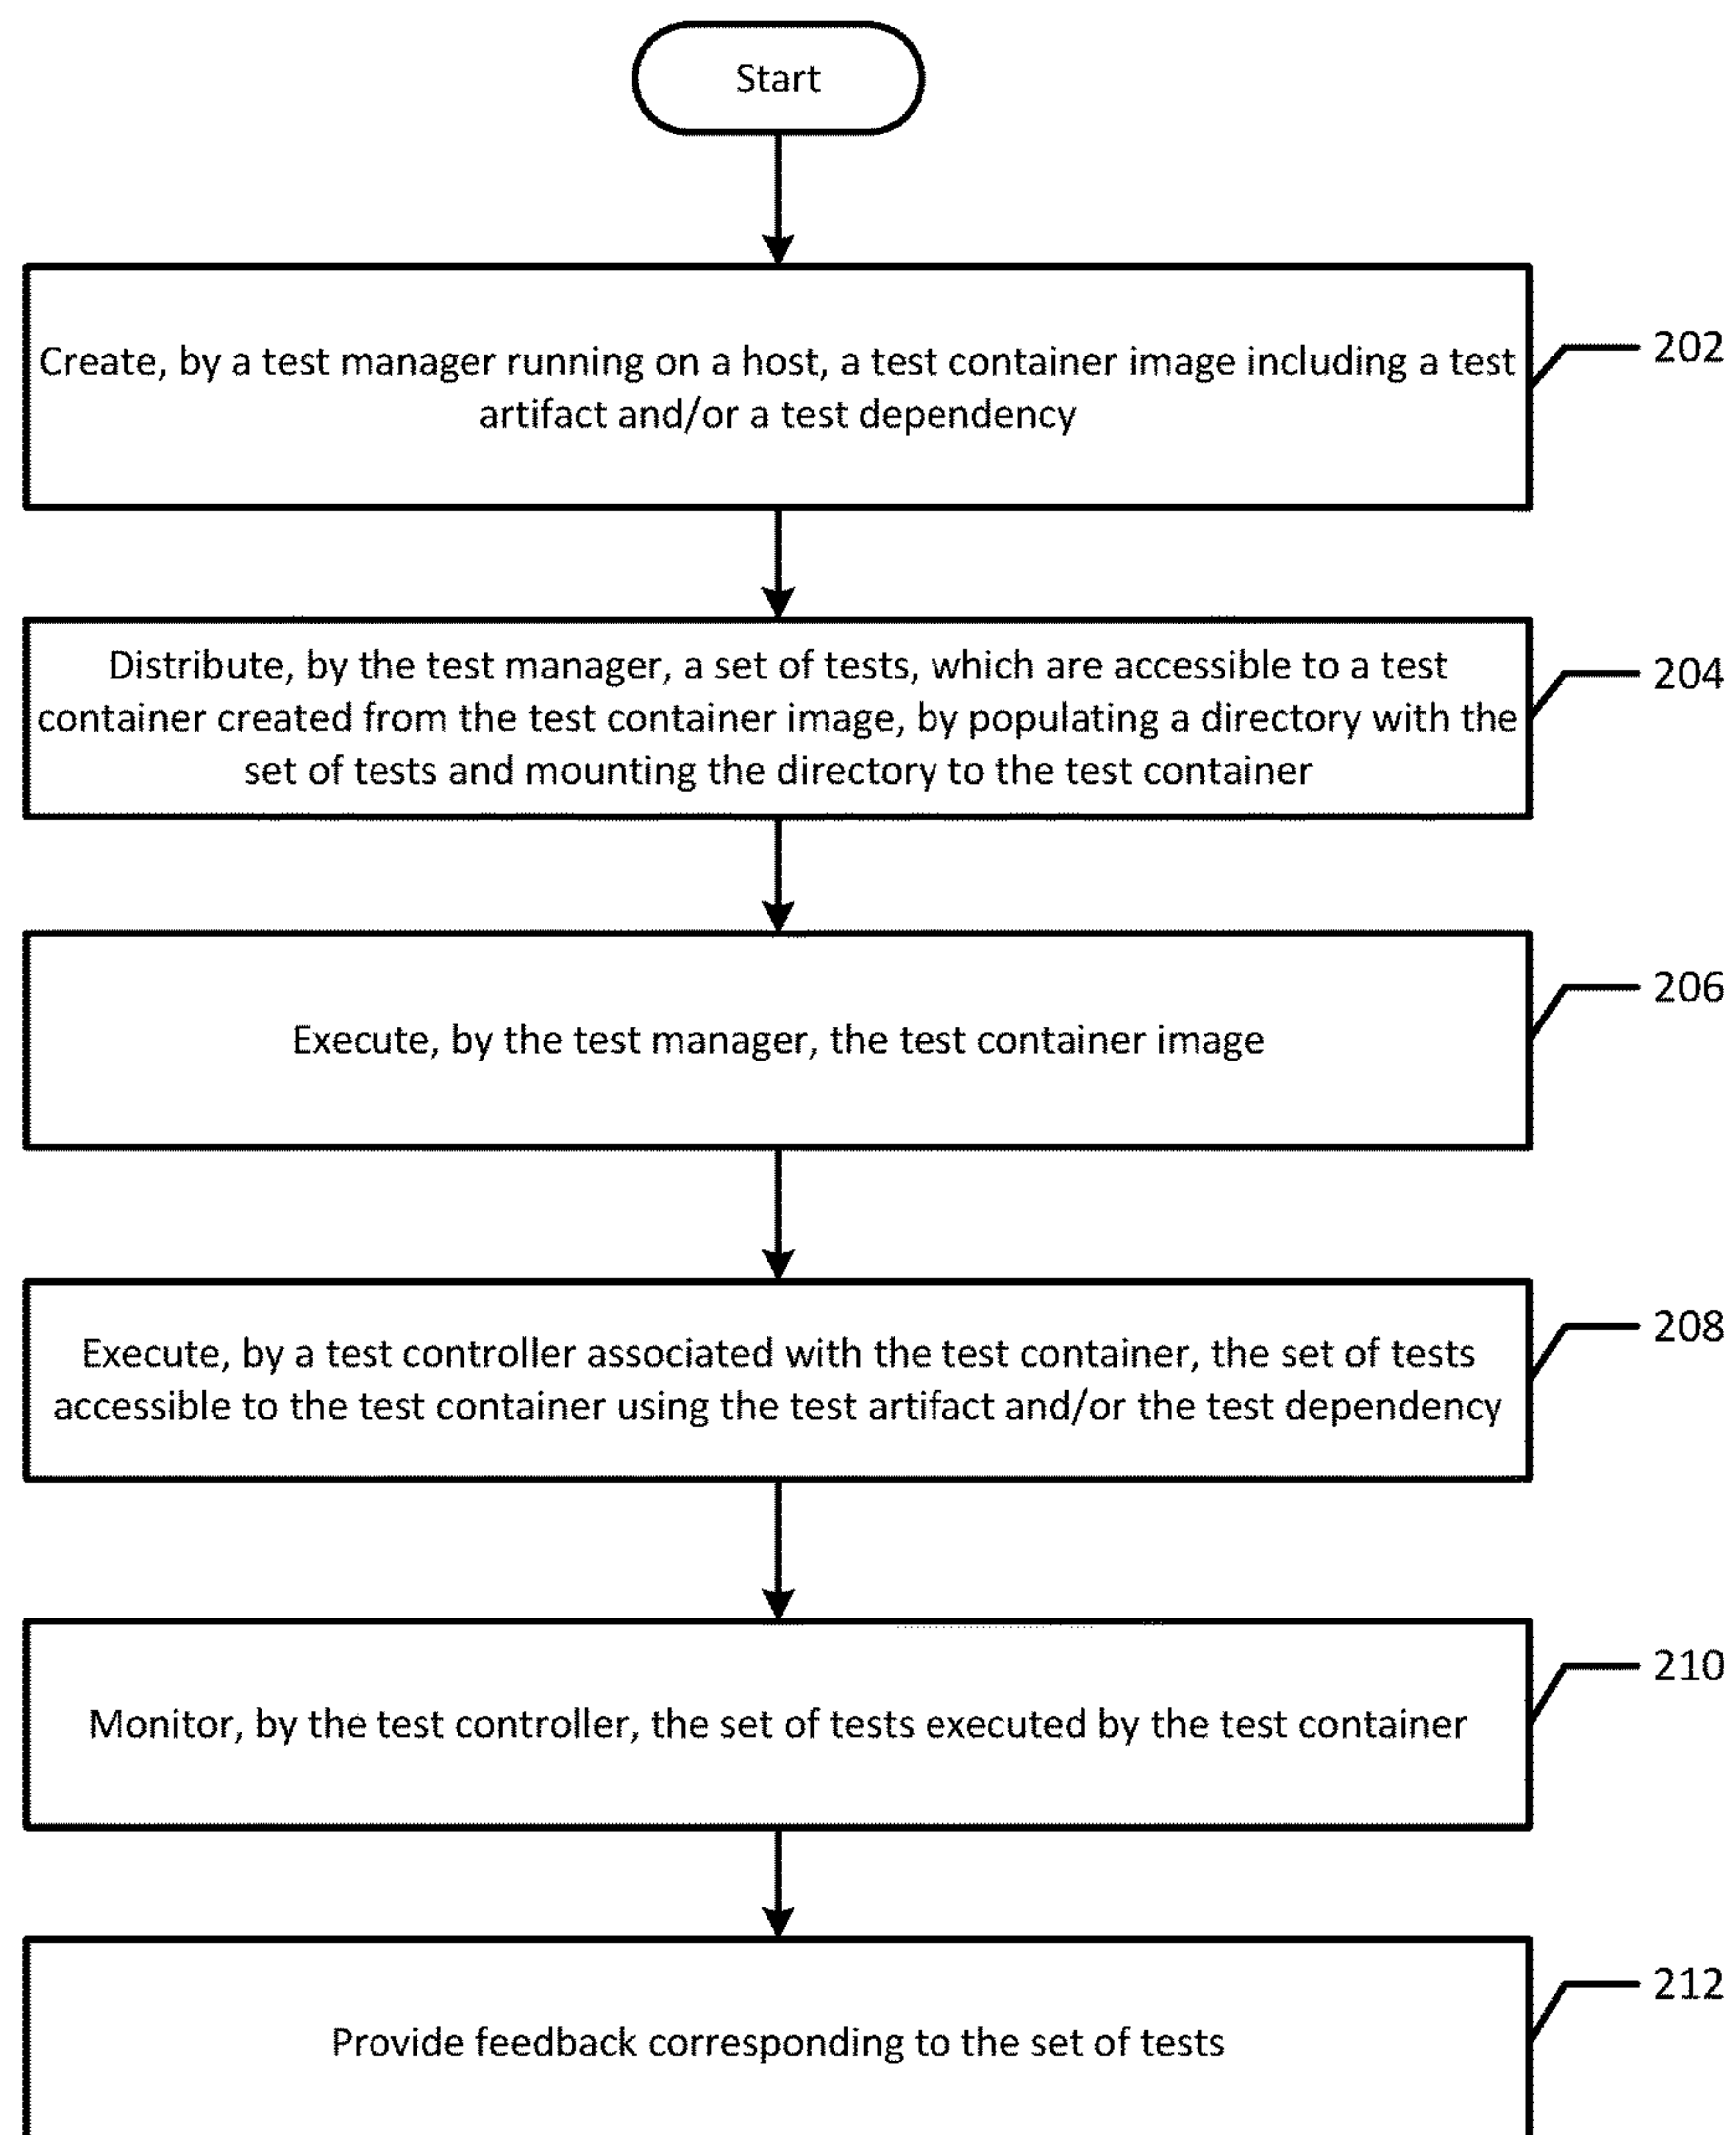 Start
Create, by a test manager running on a host, a test container image including a test
artifact and/or a test dependency
202
Distribute, by the test manager, a set of tests, which are accessible to a test
container created from the test container image, by populating a directory with the
set of tests and mounting the directory to the test container
204
Execute, by the test manager, the test container image
206
Execute, by a test controller associated with the test container, the set of tests
accessible to the test container using the test artifact and/or the test dependency
208
Monitor, by the test controller, the set of tests executed by the test container
210
Provide feedback corresponding to the set of tests
212